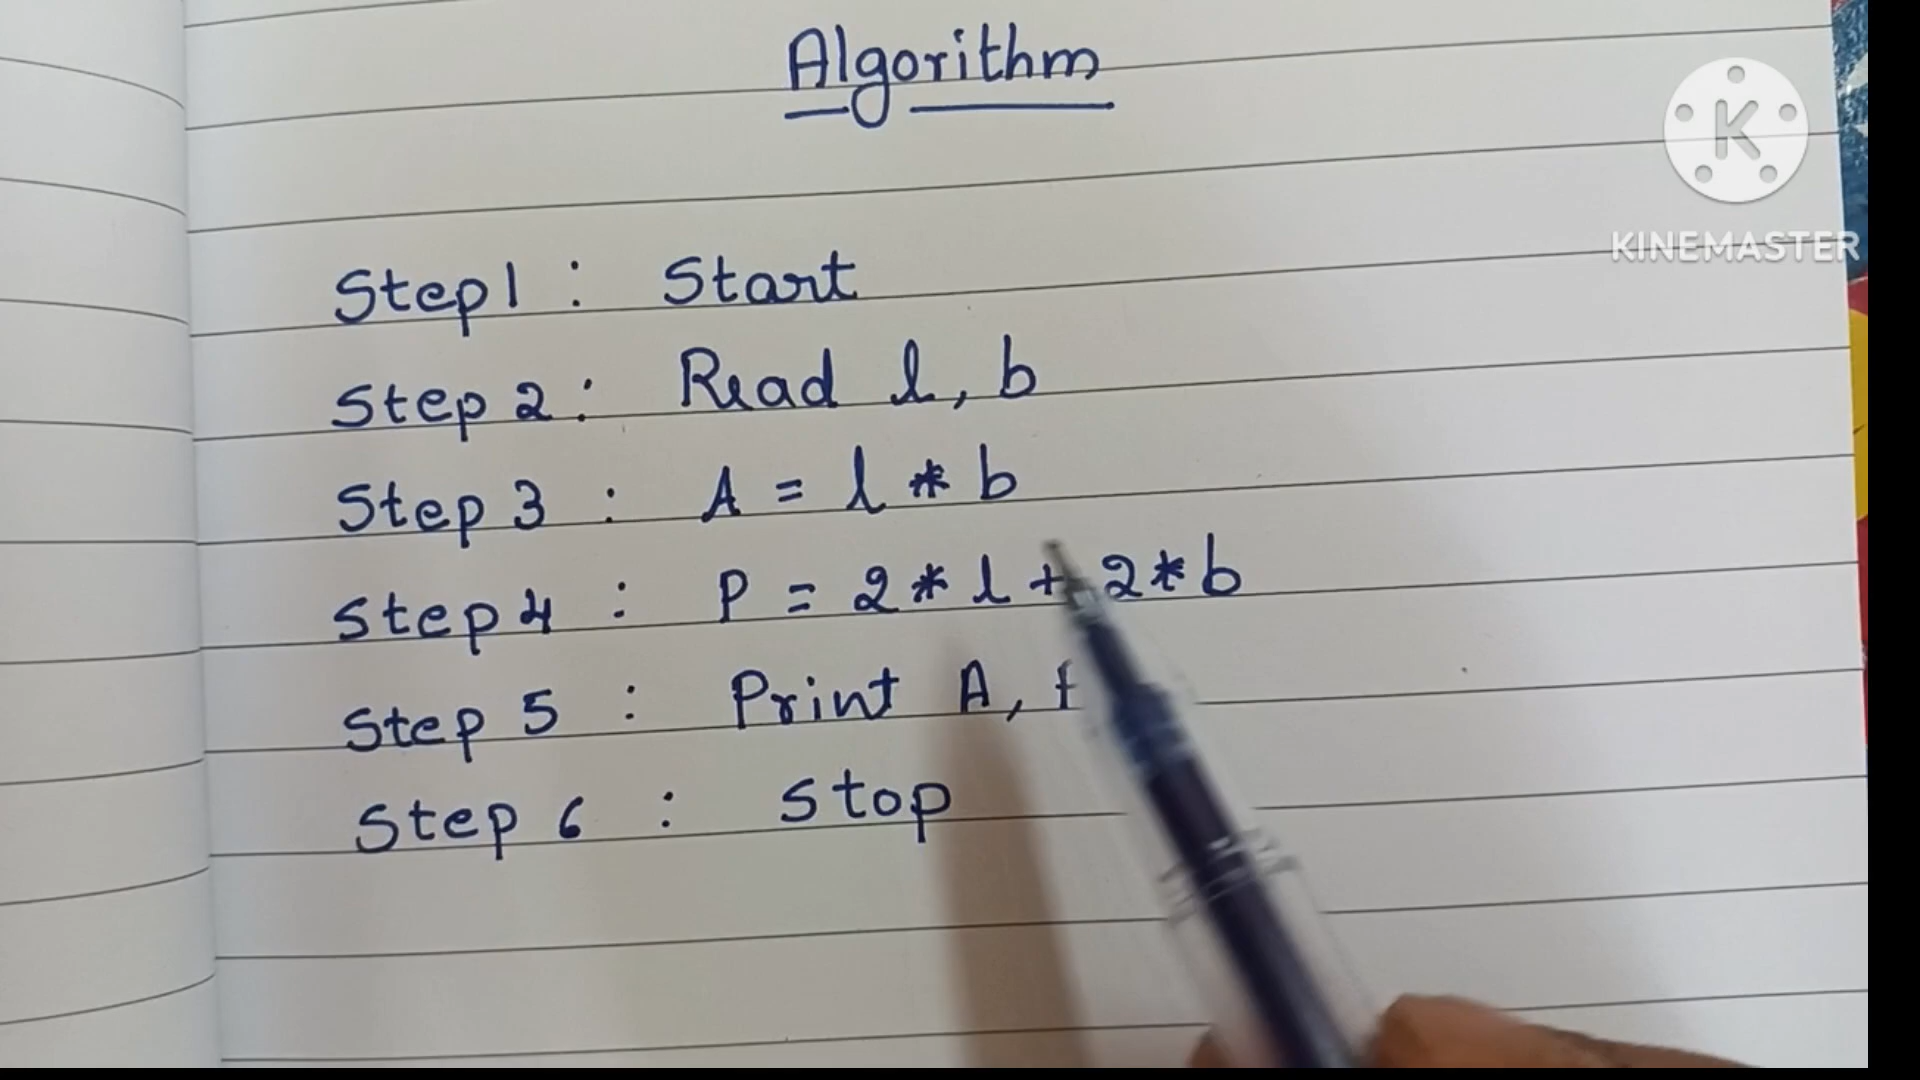 Algorithm
K
KINEMASTER
Step1 : Start
Step 2 : Read l, b
Step 3 : A = l * b
Step 4 : P = 2 * l + 2 * b
Step 5 : Print A,
Step 6 : Stop